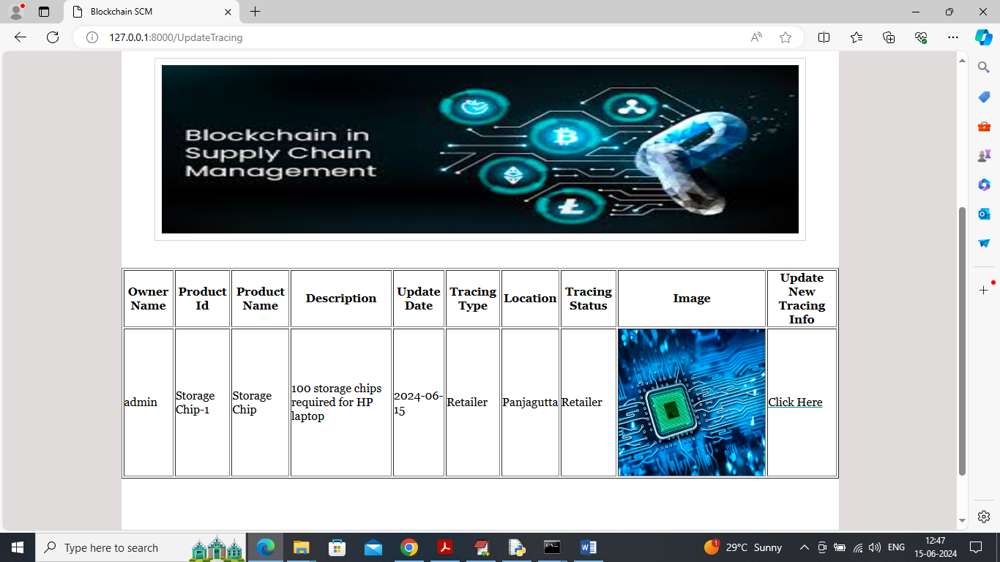 Blockchain SCM
127.0.0.1:8000/UpdateTracing
Blockchain in
Supply Chain
Management
Owner Name
Product Id
Product Name
Description
Update Date
Tracing Type
Location
Tracing Status
Image
Update New Tracing Info
admin
Storage Chip-1
Storage Chip
100 storage chips
required for HP
laptop
2024-06-
15
Retailer
Panjagutta
Retailer
Click Here
Type here to search
1
29°C Sunny
ENG
12:47
15-06-2024